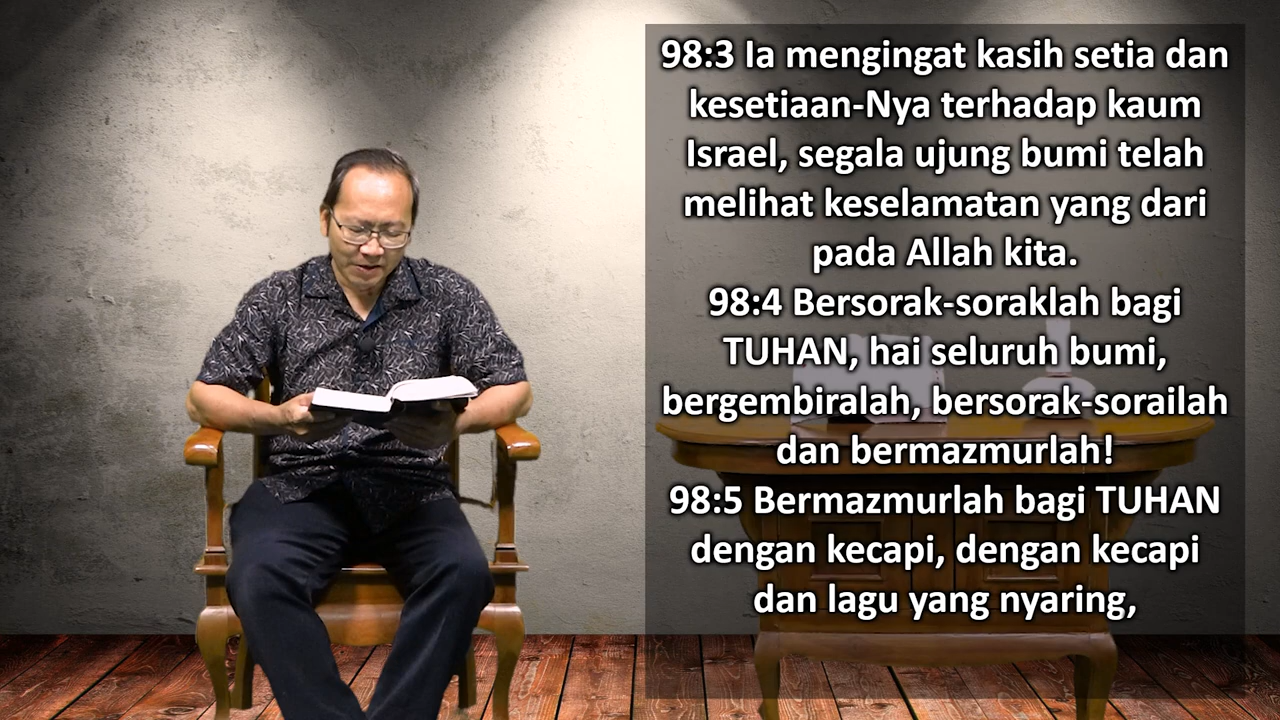 98:3 Ia mengingat kasih setia dan
kesetiaan-Nya terhadap kaum
Israel, segala ujung bumi telah
melihat keselamatan yang dari
pada Allah kita.
98:4 Bersorak-soraklah bagi
TUHAN, hai seluruh bumi,
bergembiralah, bersorak-sorailah
dan bermazmurlah!
98:5 Bermazmurlah bagi TUHAN
dengan kecapi, dengan kecapi
dan lagu yang nyaring,